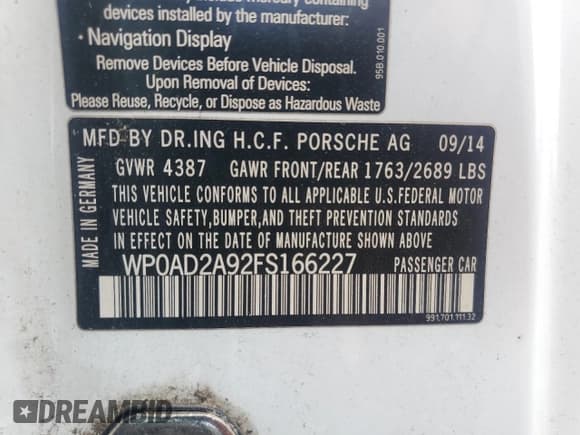 devices installed by the manufacturer:
· Navigation Display
Remove Devices Before Vehicle Disposal.
Upon Removal of Devices:
Please Reuse, Recycle, or Dispose as Hazardous Waste
95B.010.001
MFD BY DR.ING H.C.F. PORSCHE AG 09/14
GVWR 4387 GAWR FRONT/REAR 1763/2689 LBS
THIS VEHICLE CONFORMS TO ALL APPLICABLE U.S.FEDERAL MOTOR
VEHICLE SAFETY,BUMPER,AND THEFT PREVENTION STANDARDS
IN EFFECT ON THE DATE OF MANUFACTURE SHOWN ABOVE.
WP0AD2A92FS166227 PASSENGER CAR
MADE IN GERMANY
991.701.111.32
DREAMBID